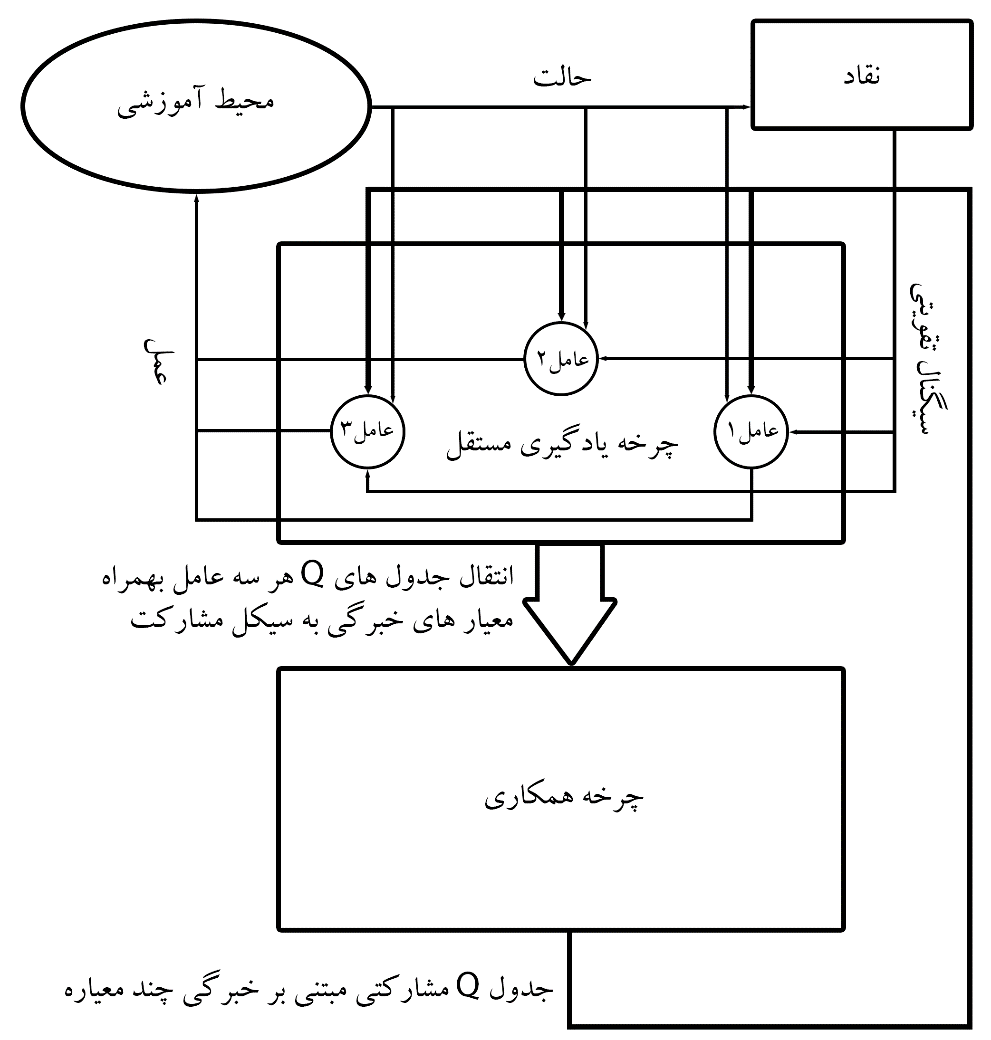 نقاد
حالت
محیط آموزشی
سیگنال تقویتی
عمل
عامل۲
عامل۱
عامل۳
چرخه یادگیری مستقل
انتقال جدول های Q هر سه عامل بهمراه
معیار های خبرگی به سیکل مشارکت
چرخه همکاری
جدول Q مشارکتی مبتنی بر خبرگی چند معیاره